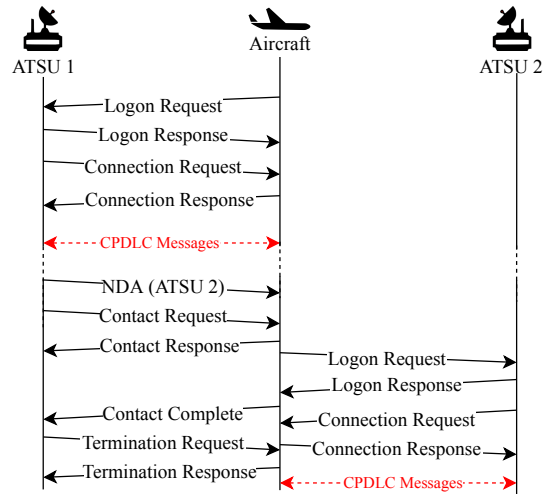 ATSU 1
Aircraft
ATSU 2
Logon Request
Logon Response
Connection Request
Connection Response
CPDLC Messages
NDA (ATSU 2)
Contact Request
Contact Response
Logon Request
Logon Response
Contact Complete
Connection Request
Termination Request
Connection Response
Termination Response
CPDLC Messages